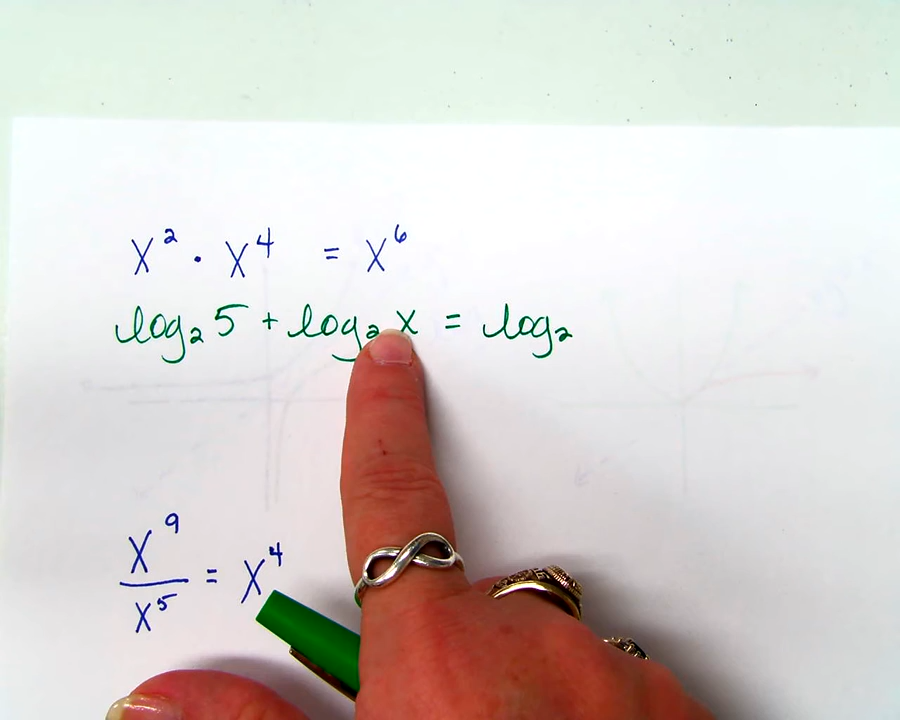 x² · x⁴ = x⁶
log₂ 5 + log₂ x = log₂
x⁹/x⁵ = x⁴